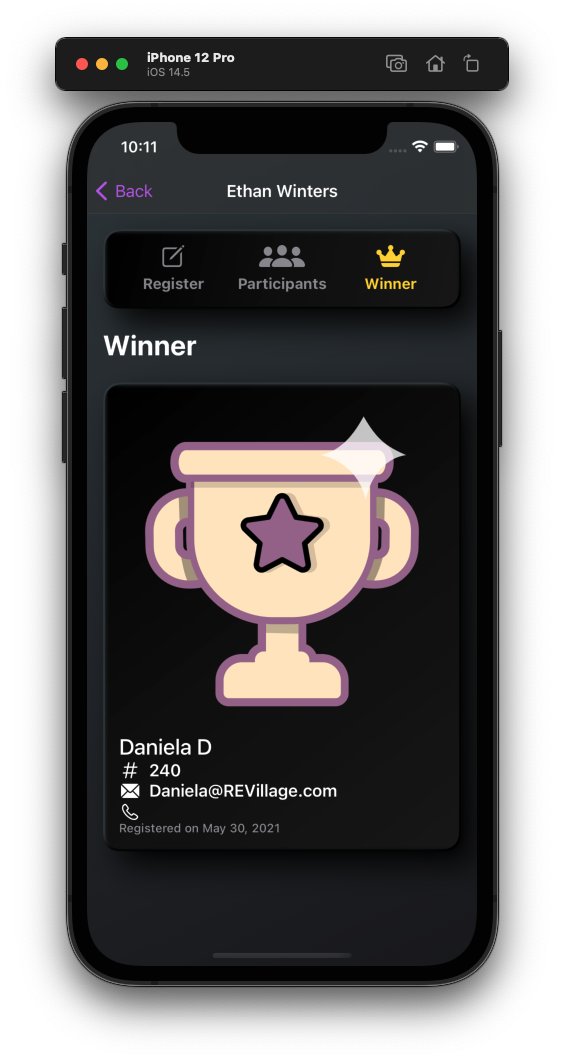 iPhone 12 Pro
iOS 14.5
10:11
Back
Ethan Winters
Register Participants Winner
Winner
Daniela D
# 240
Daniela@REVillage.com
Registered on May 30, 2021